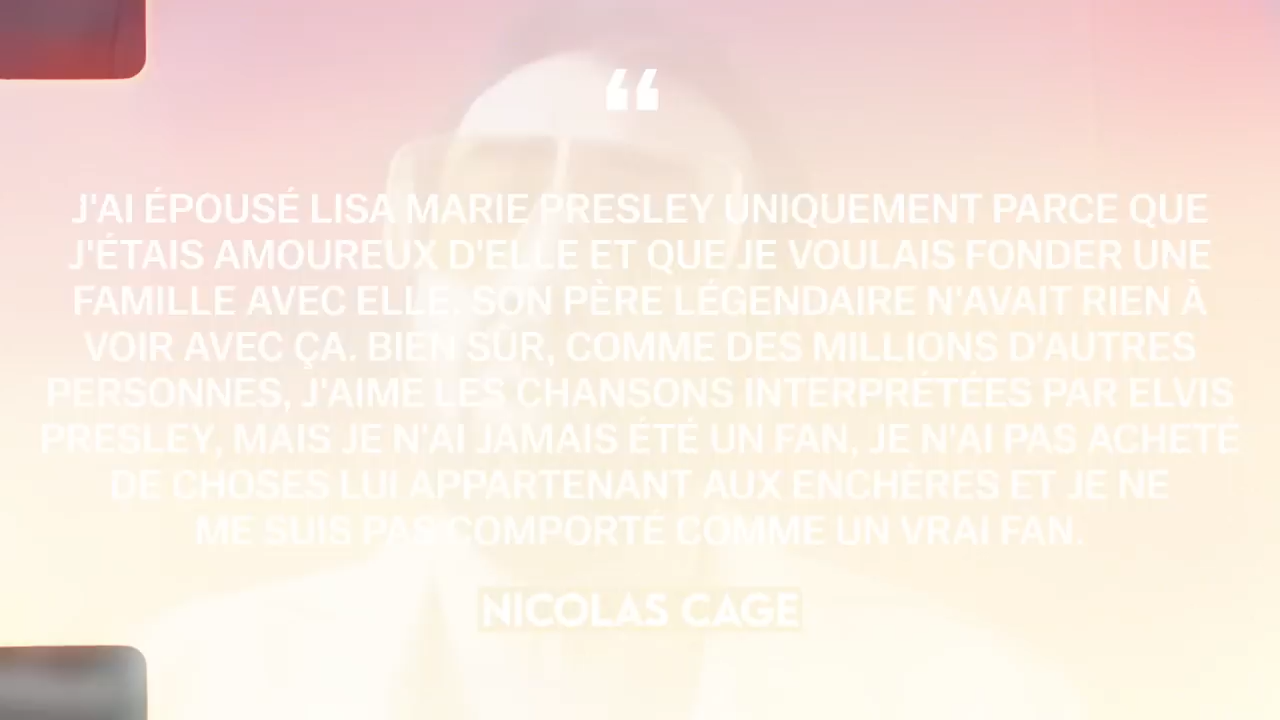 “
J'AI ÉPOUSÉ LISA MARIE PRESLEY UNIQUEMENT PARCE QUE
J'ÉTAIS AMOUREUX D'ELLE ET QUE JE VOULAIS FONDER UNE
FAMILLE AVEC ELLE. SON PÈRE LÉGENDAIRE N'AVAIT RIEN À
VOIR AVEC ÇA. BIEN SÛR, COMME DES MILLIONS D'AUTRES
PERSONNES, J'AIME LES CHANSONS INTERPRÉTÉES PAR ELVIS
PRESLEY, MAIS JE N'AI JAMAIS ÉTÉ UN FAN, JE N'AI PAS ACHETÉ
DE CHOSES LUI APPARTENANT AUX ENCHÈRES ET JE NE
ME SUIS PAS COMPORTÉ COMME UN VRAI FAN.
NICOLAS CAGE